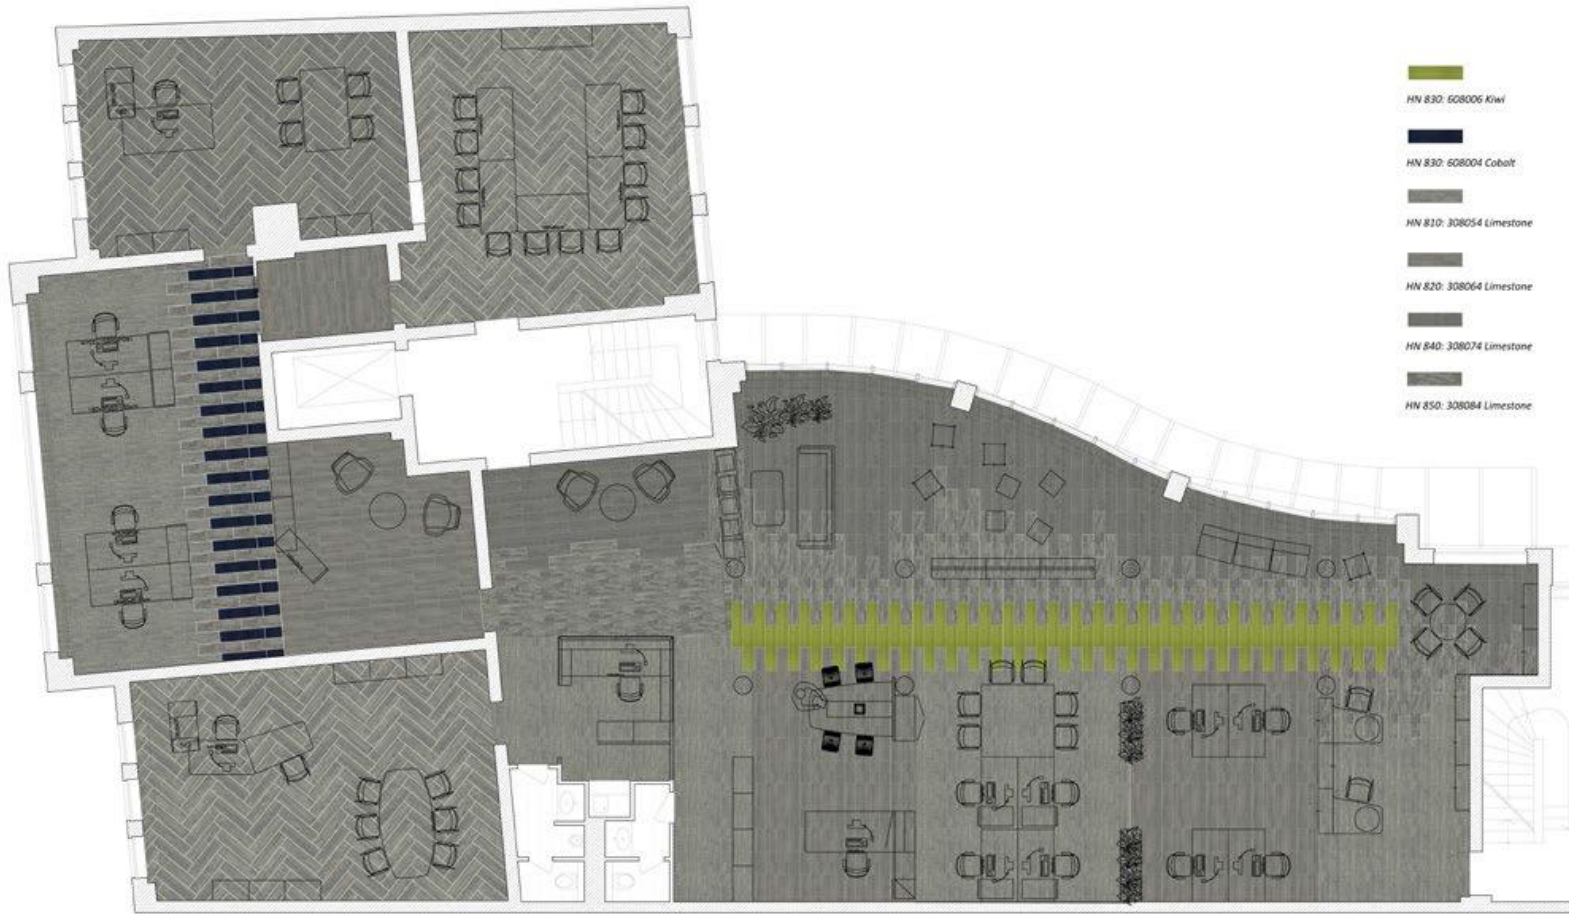 HN 830: 608006 Kiwi
HN 830: 608004 Cobalt
HN 810: 308054 Limestone
HN 820: 308064 Limestone
HN 840: 308074 Limestone
HN 850: 308084 Limestone